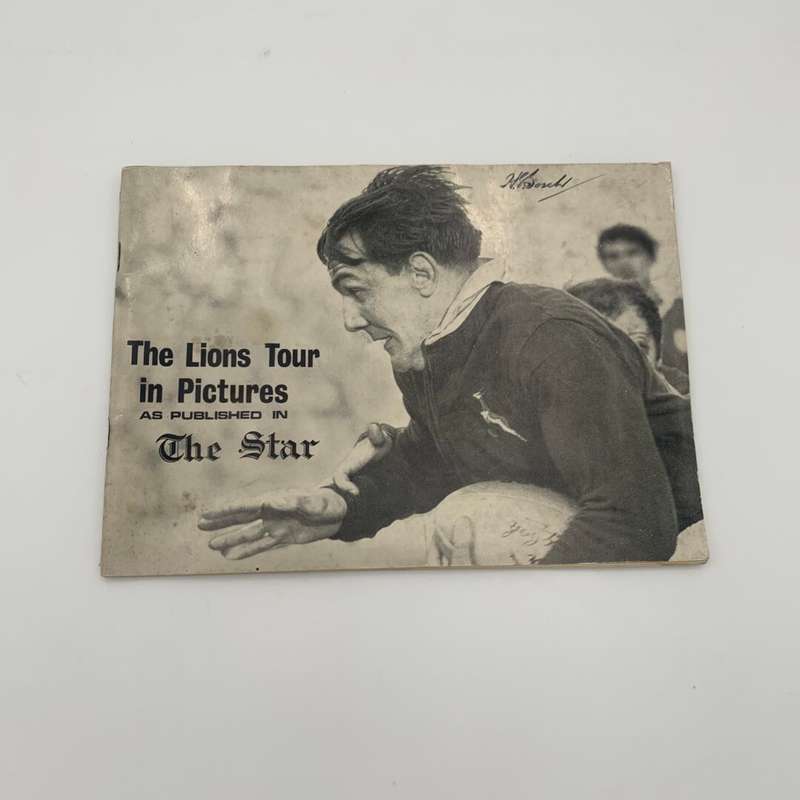 The Lions Tour
in Pictures
AS PUBLISHED IN
The Star